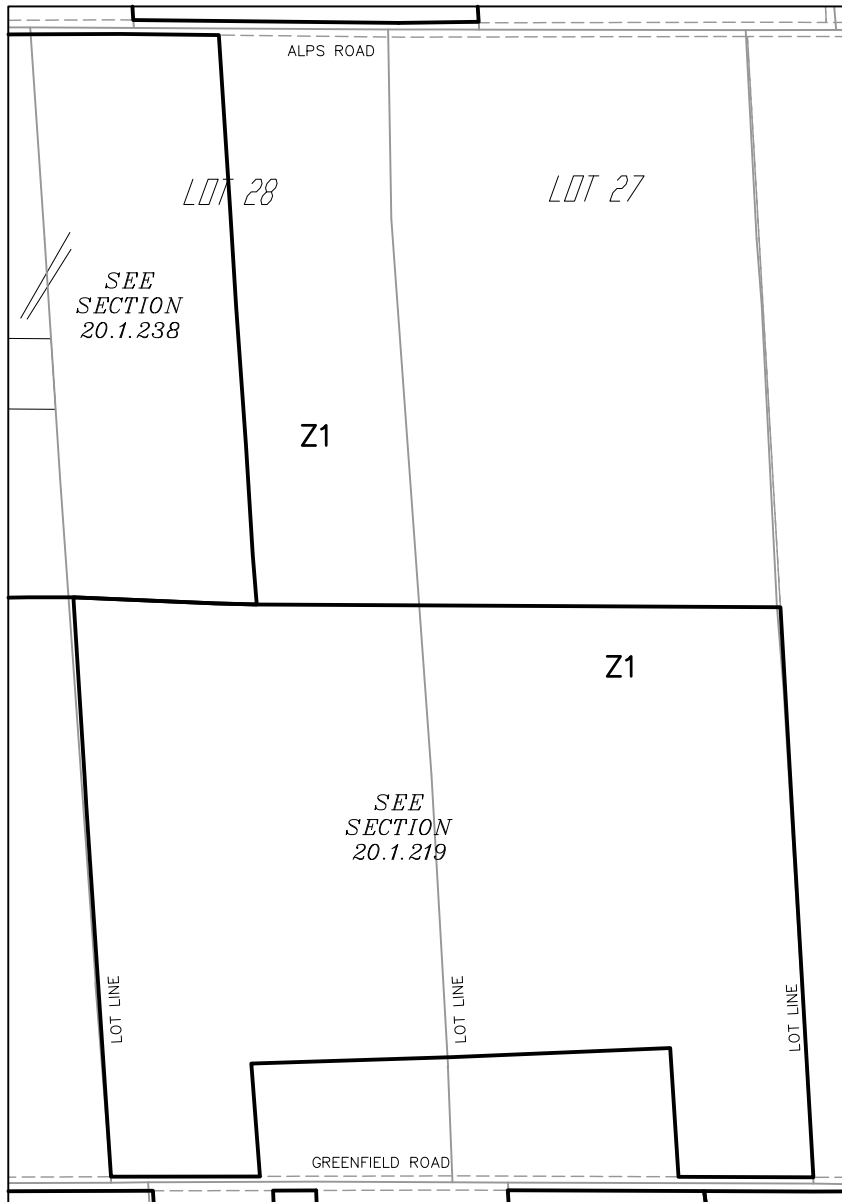 ALPS ROAD
LOT 28
LOT 27
SEE
SECTION
20.1.238
Z1
Z1
SEE
SECTION
20.1.219
LOT LINE
LOT LINE
LOT LINE
GREENFIELD ROAD